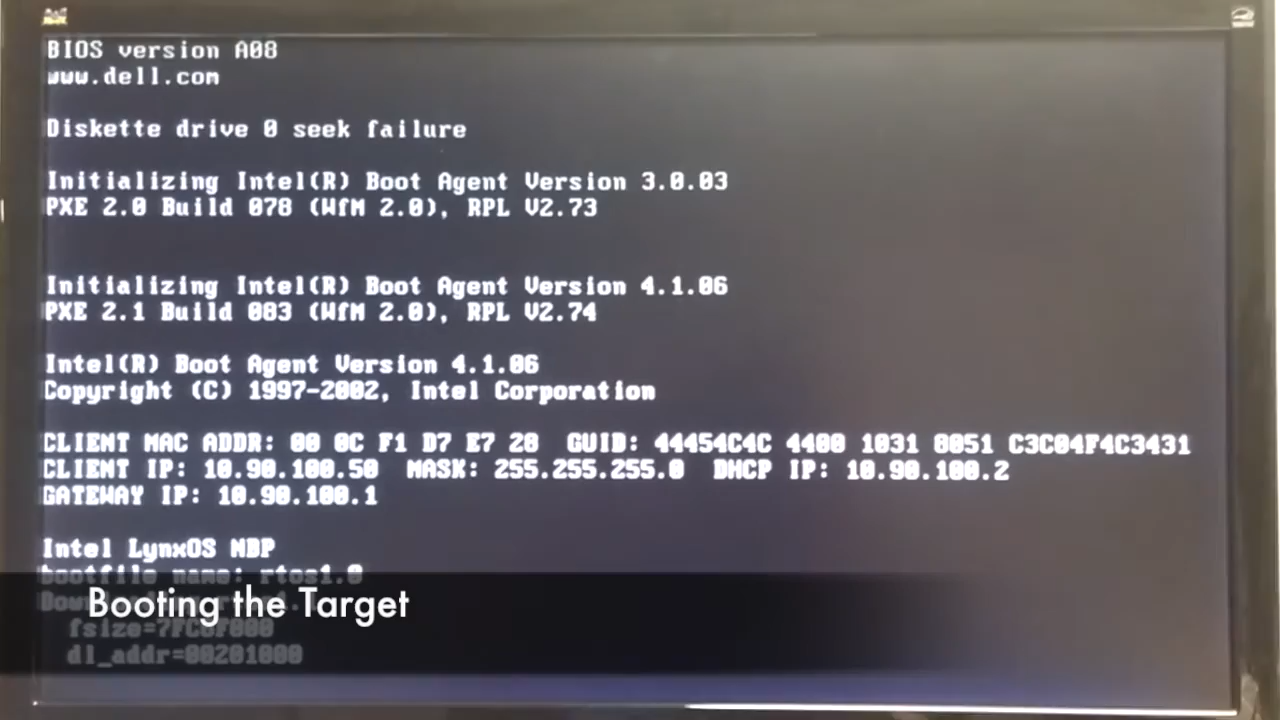 BIOS version A08
www.dell.com
Diskette drive 0 seek failure
Initializing Intel(R) Boot Agent Version 3.0.03
PXE 2.0 Build 078 (WfM 2.0), RPL V2.73
Initializing Intel(R) Boot Agent Version 4.1.06
PXE 2.1 Build 083 (WfM 2.0), RPL V2.74
Intel(R) Boot Agent Version 4.1.06
Copyright (C) 1997-2002, Intel Corporation
CLIENT MAC ADDR: 00 0C F1 D7 E7 28 GUID: 44454C4C 4400 1031 8051 C3C04F4C3431
CLIENT IP: 10.90.100.50 MASK: 255.255.255.0 DHCP IP: 10.90.100.2
GATEWAY IP: 10.90.100.1
Intel LynxOS NBP
bootfile name: rtos1.0
Booting the Target
dl_addr=00201000